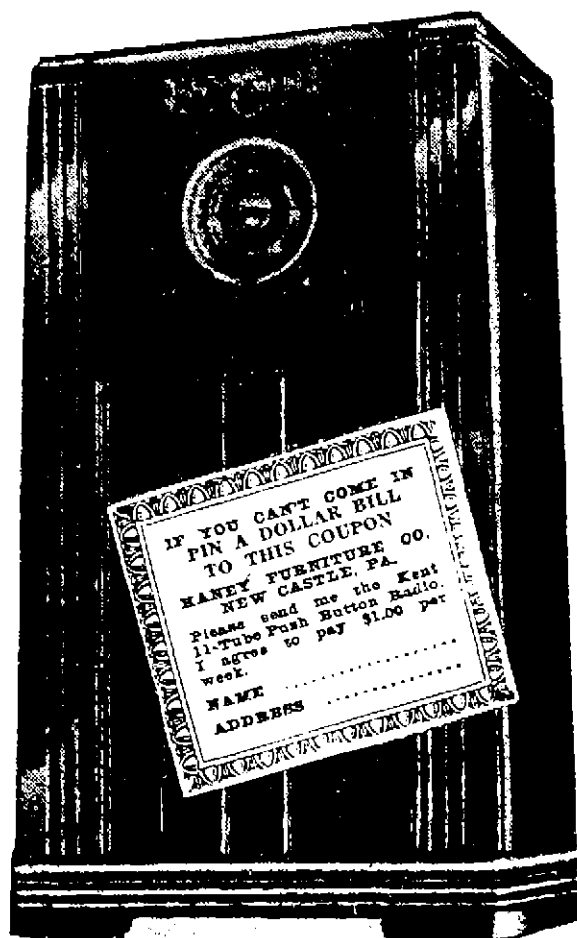 IF YOU CAN'T COME IN
PIN A DOLLAR BILL
TO THIS COUPON
HANEY FURNITURE CO.
NEW CASTLE, PA.
Please send me the Kent
11-Tube Push Button Radio.
I agree to pay $1.00 per
week.
NAME ....................
ADDRESS ................